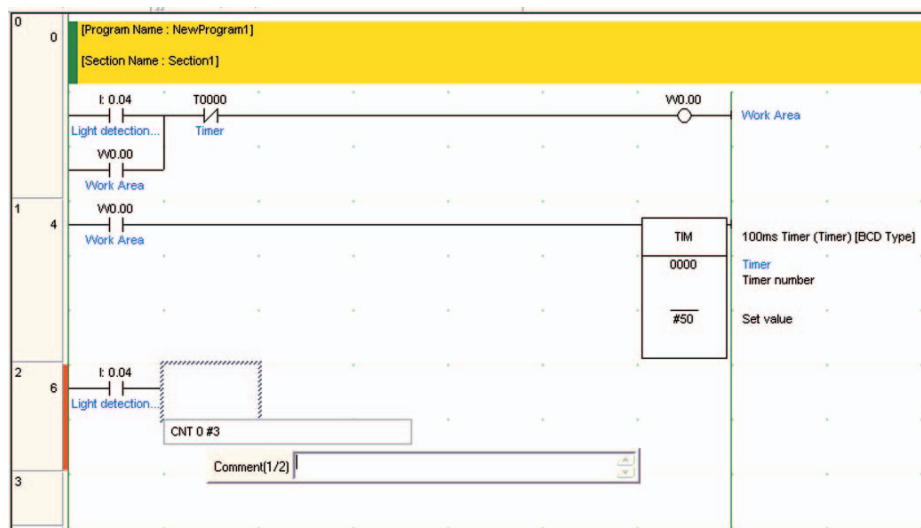 0
0
[Program Name : NewProgram1]
[Section Name : Section1]
I: 0.04 T0000 W0.00
Work Area
Light detection... Timer
W0.00
Work Area
1
4
W0.00
Work Area
TIM
100ms Timer (Timer) [BCD Type]
0000
Timer
Timer number
#50
Set value
2
6
I: 0.04
Light detection...
CNT 0 #3
Comment(1/2)
3